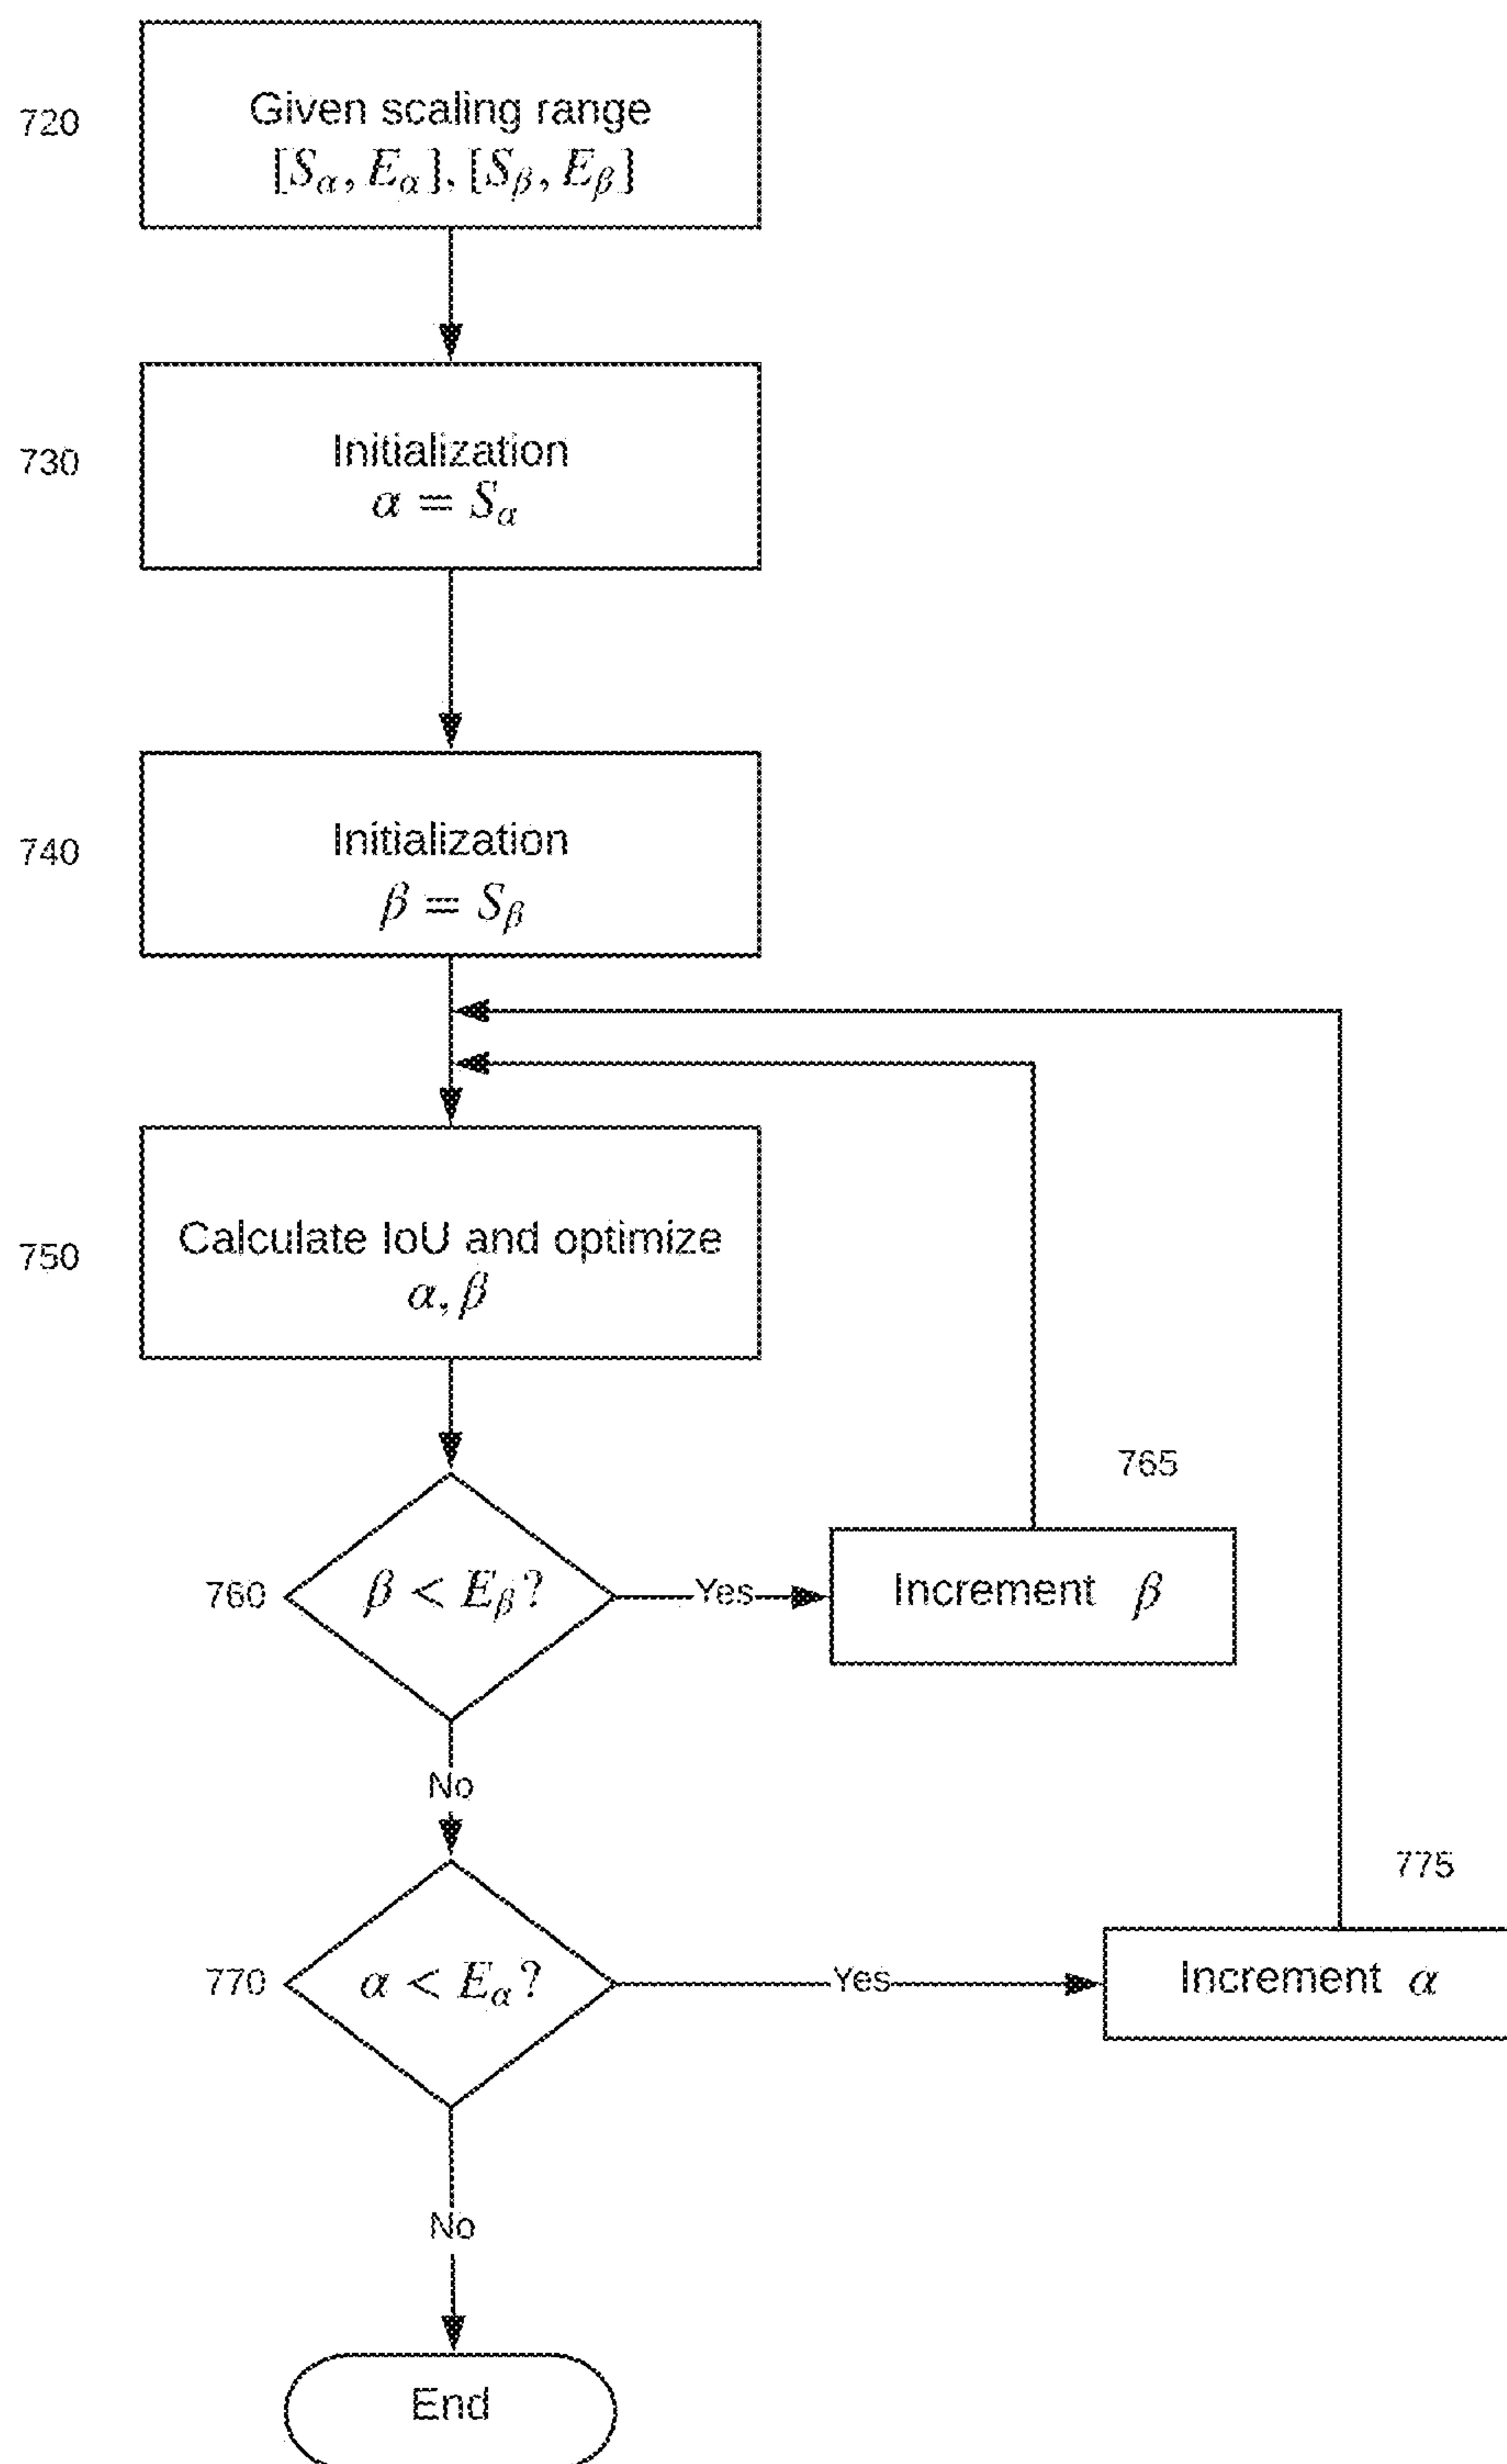 720
Given scaling range
[Sα, Eα], [Sβ, Eβ]
730
Initialization
α = Sα
740
Initialization
β = Sβ
750
Calculate IoU and optimize
α, β
765
760
β < Eβ?
Yes
Increment β
No
775
770
α < Eα?
Yes
Increment α
No
End